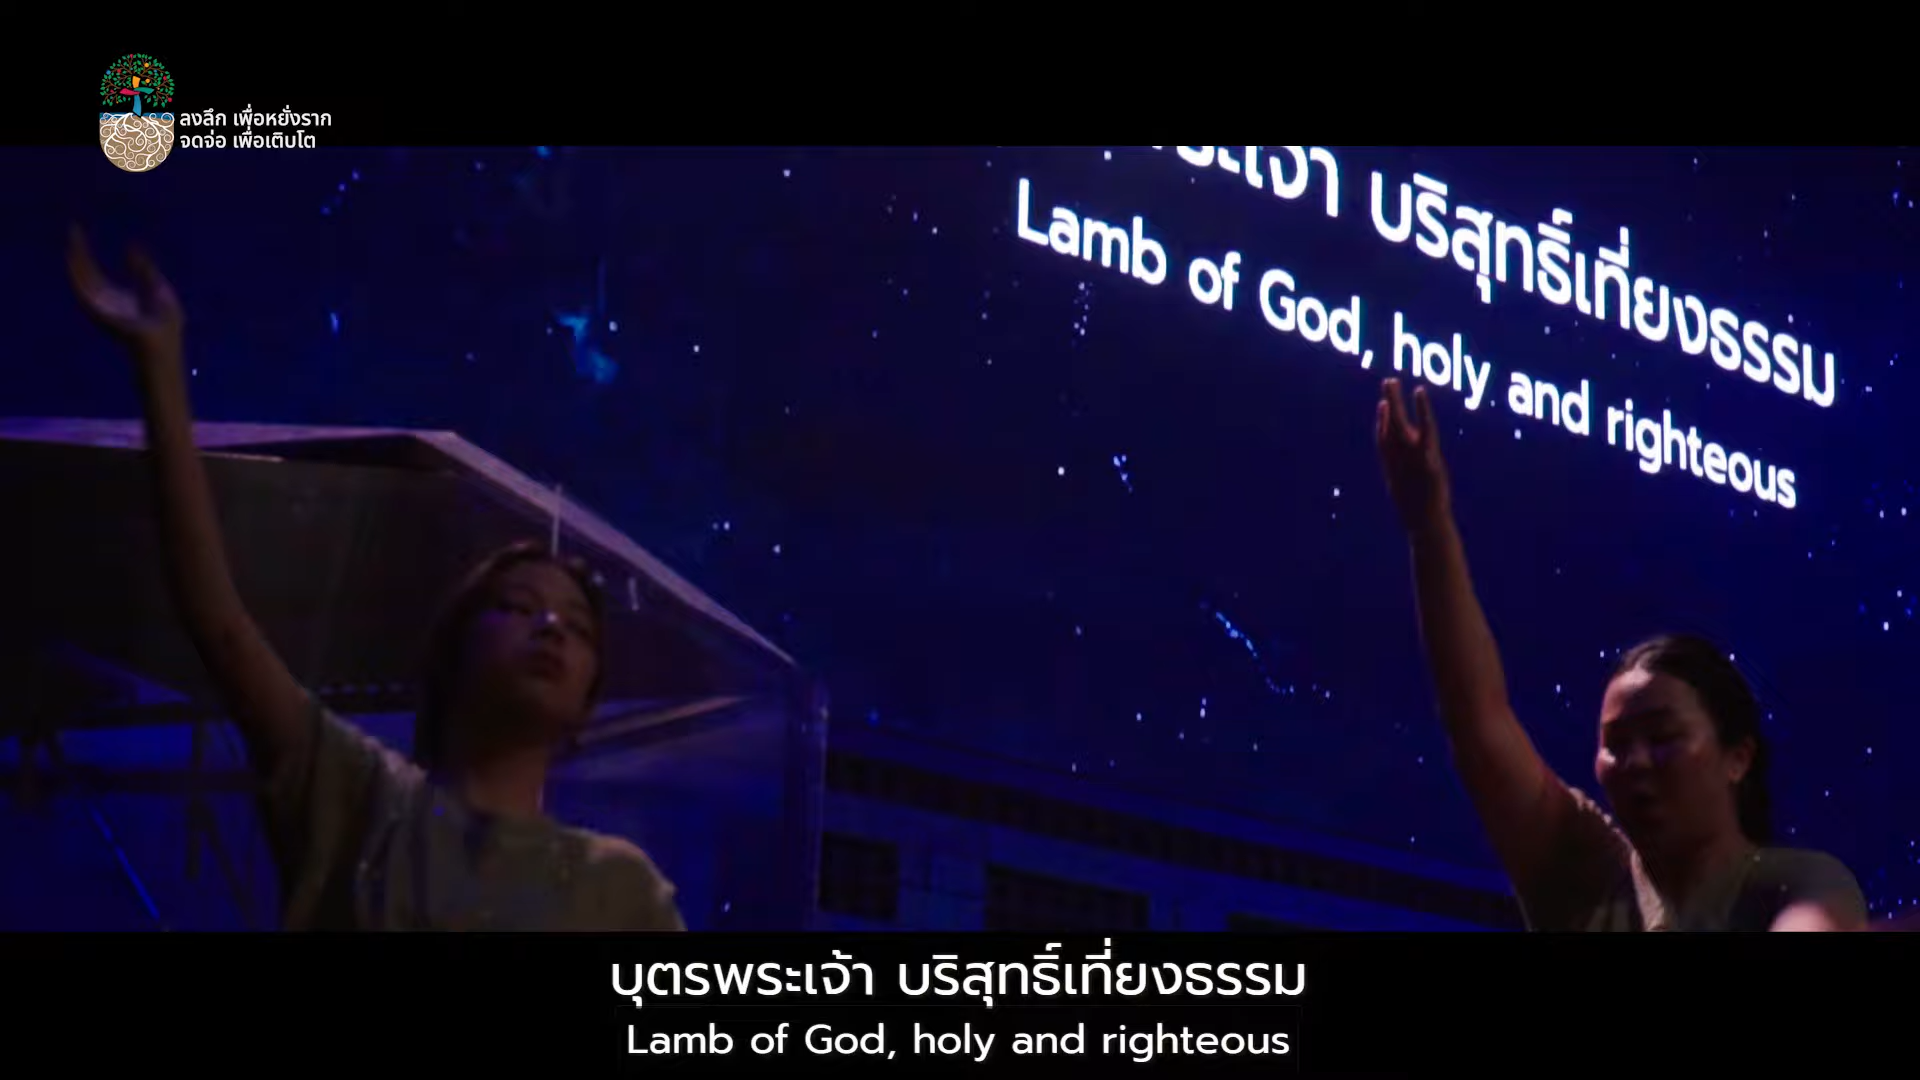 ลงลึก เพื่อหยั่งราก
จดจ่อ เพื่อเติบโต
บริสุทธิ์เที่ยงธรรม
Lamb of God, holy and righteous
บุตรพระเจ้า บริสุทธิ์เที่ยงธรรม
Lamb of God, holy and righteous